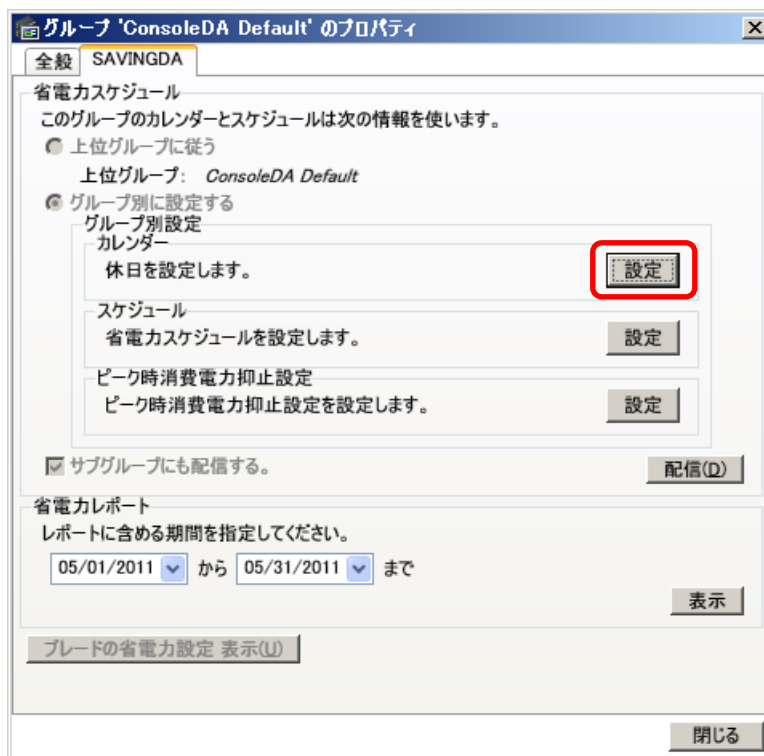 グループ 'ConsoleDA Default' のプロパティ
全般 SAVINGDA
省電力スケジュール
このグループのカレンダーとスケジュールは次の情報を使います。
上位グループに従う
上位グループ: ConsoleDA Default
グループ別に設定する
グループ別設定
カレンダー
休日を設定します。 設定
スケジュール
省電力スケジュールを設定します。 設定
ピーク時消費電力抑止設定
ピーク時消費電力抑止設定を設定します。 設定
サブグループにも配信する。 配信(D)
省電力レポート
レポートに含める期間を指定してください。
05/01/2011 から 05/31/2011 まで
表示
ブレードの省電力設定 表示(U)
閉じる